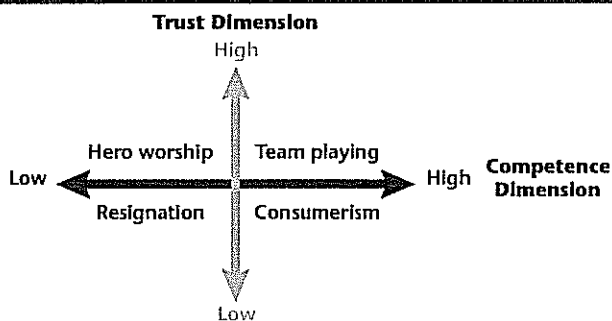 Trust Dimension
High
Hero worship Team playing
Low High Competence
Dimension
Resignation Consumerism
Low